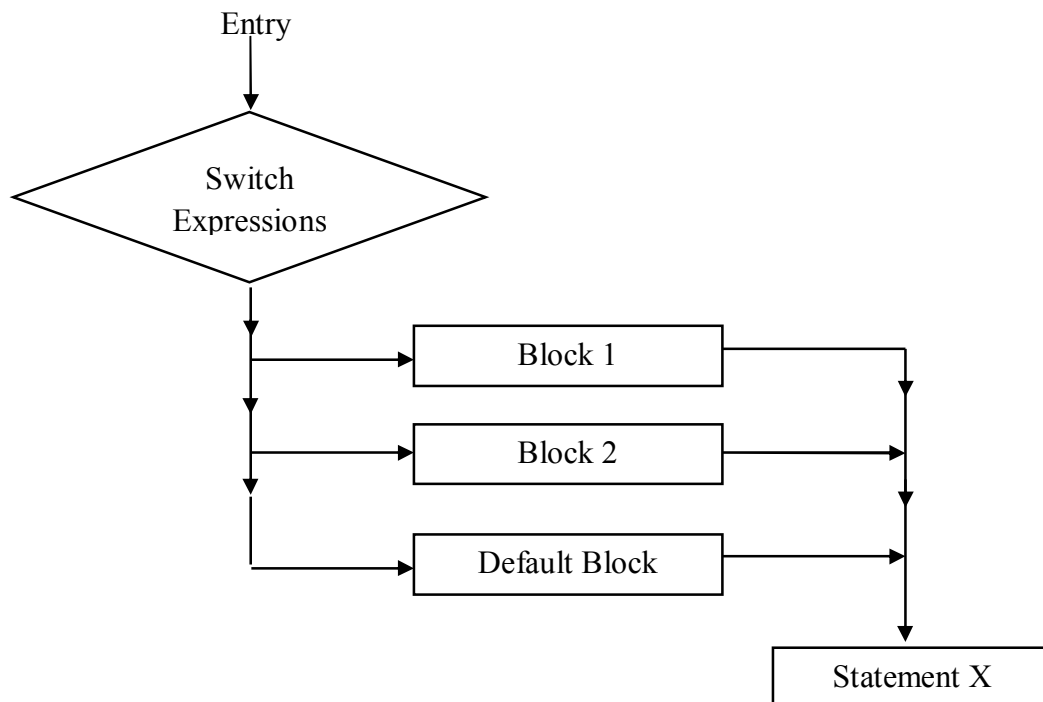 Entry
Switch
Expressions
Block 1
Block 2
Default Block
Statement X